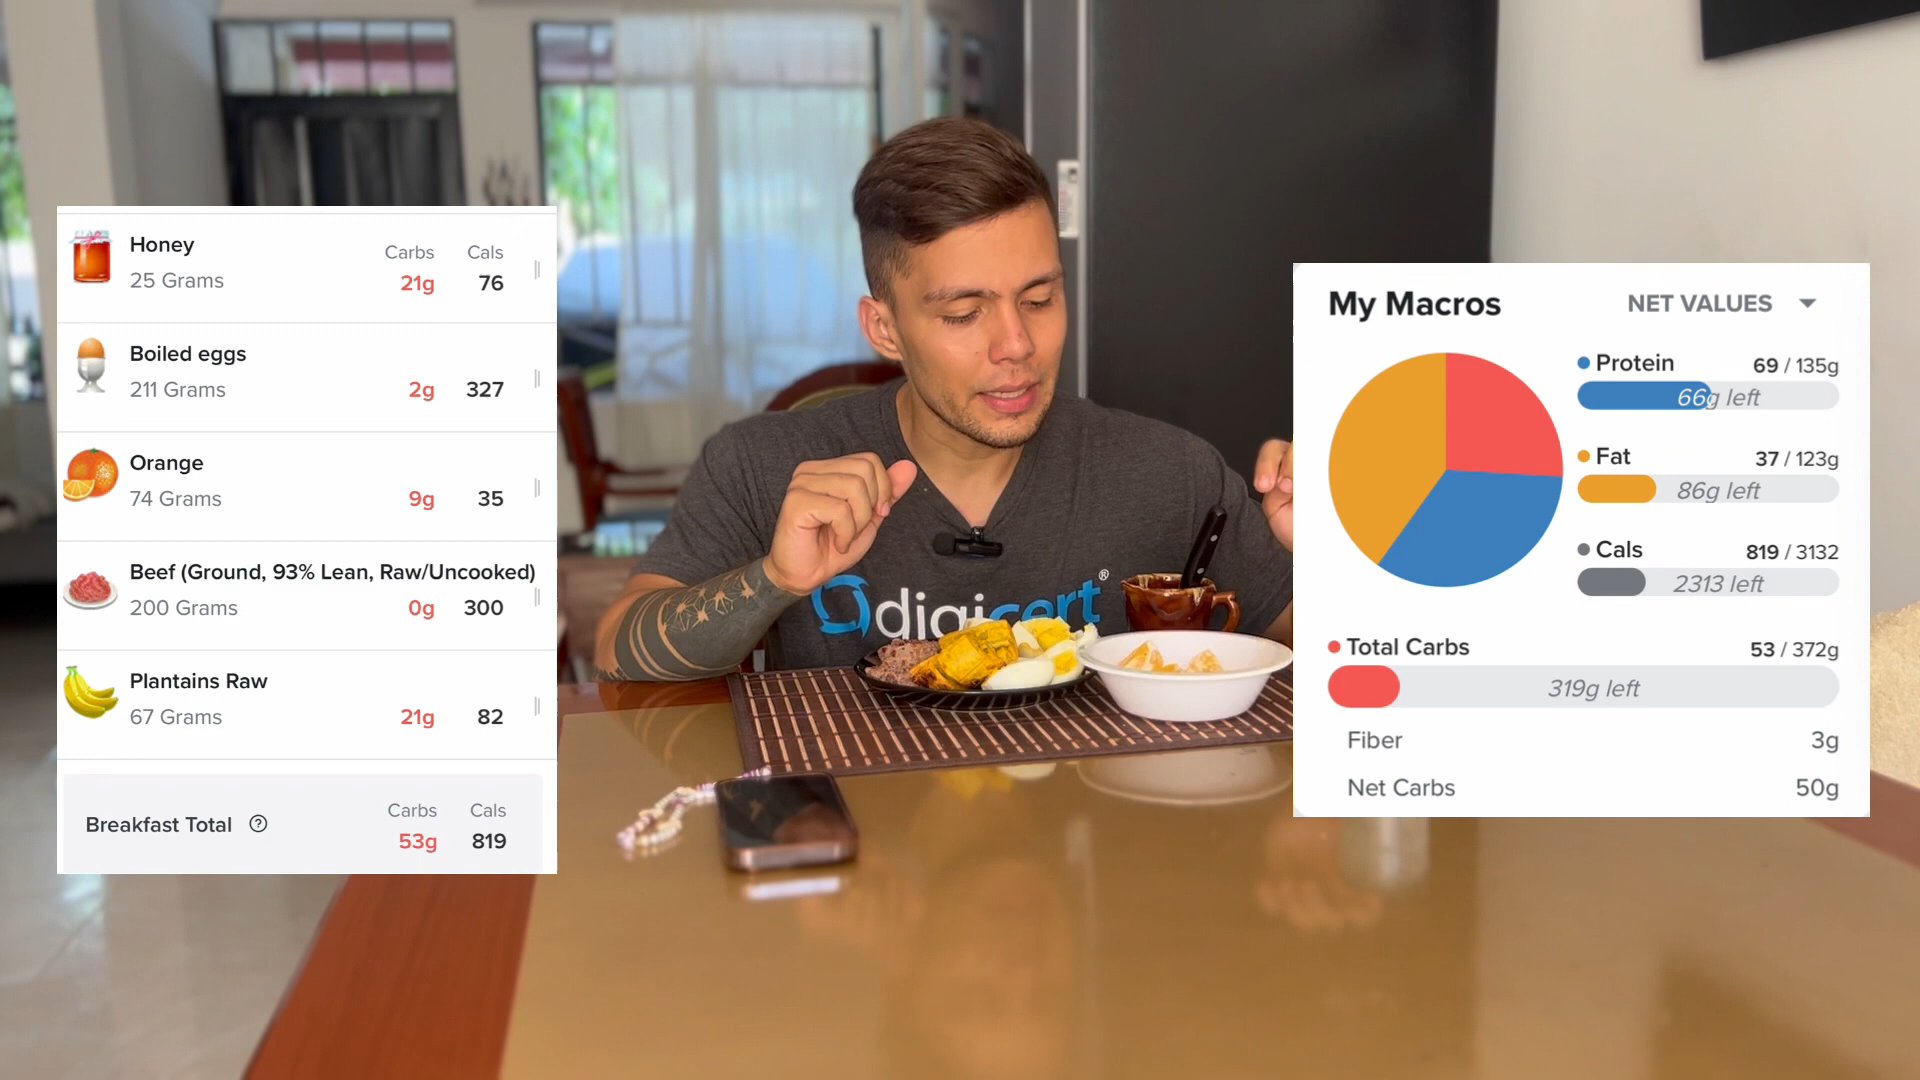 Honey
Carbs Cals
25 Grams
21g 76
Boiled eggs
211 Grams
2g 327
Orange
74 Grams
9g 35
Beef (Ground, 93% Lean, Raw/Uncooked)
200 Grams
0g 300
Plantains Raw
67 Grams
21g 82
Breakfast Total ?
Carbs Cals
53g 819
digicert®
My Macros
NET VALUES
Protein 69 / 135g
66g left
Fat 37 / 123g
86g left
Cals 819 / 3132
2313 left
Total Carbs 53 / 372g
319g left
Fiber 3g
Net Carbs 50g